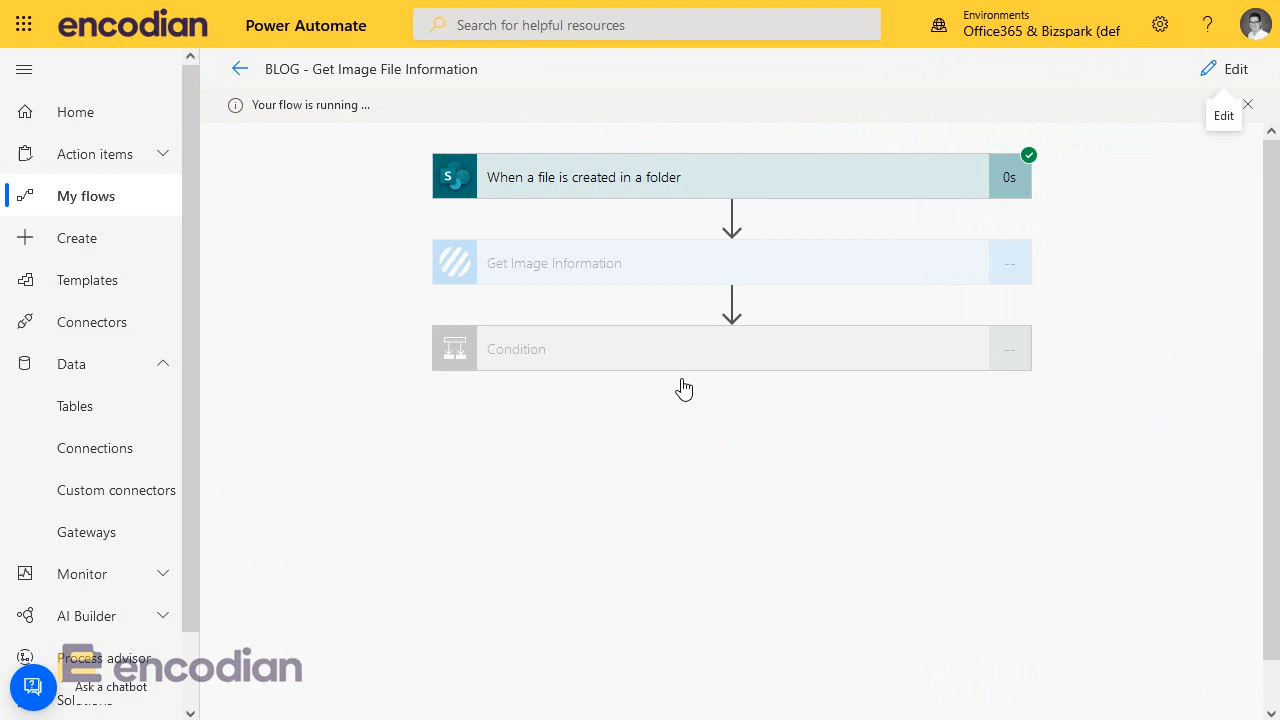 encodian
Power Automate
Search for helpful resources
Environments
Office365 & Bizspark (def
BLOG - Get Image File Information
Edit
Your flow is running ...
Edit
Home
Action items
My flows
Create
Templates
Connectors
Data
Tables
Connections
Custom connectors
Gateways
Monitor
AI Builder
Process advisor
Ask a chatbot
When a file is created in a folder
0s
Get Image Information
--
Condition
--
encodian